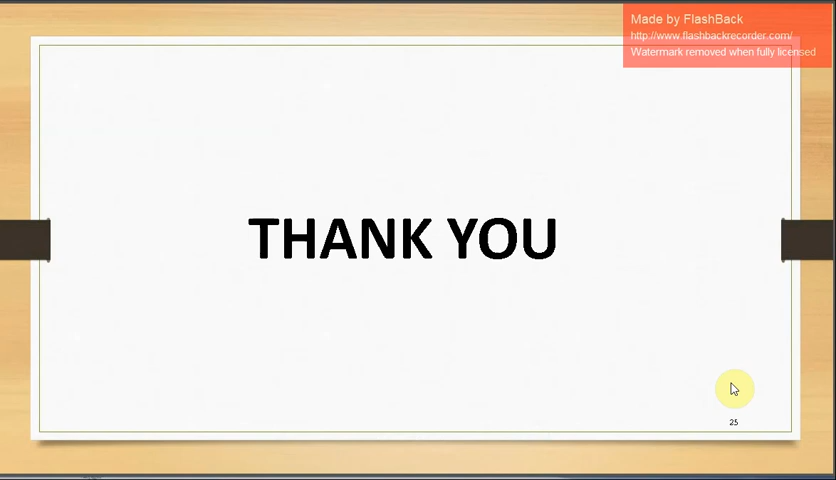 Made by FlashBack
http://www.flashbackrecorder.com/
Watermark removed when fully licensed
THANK YOU
25